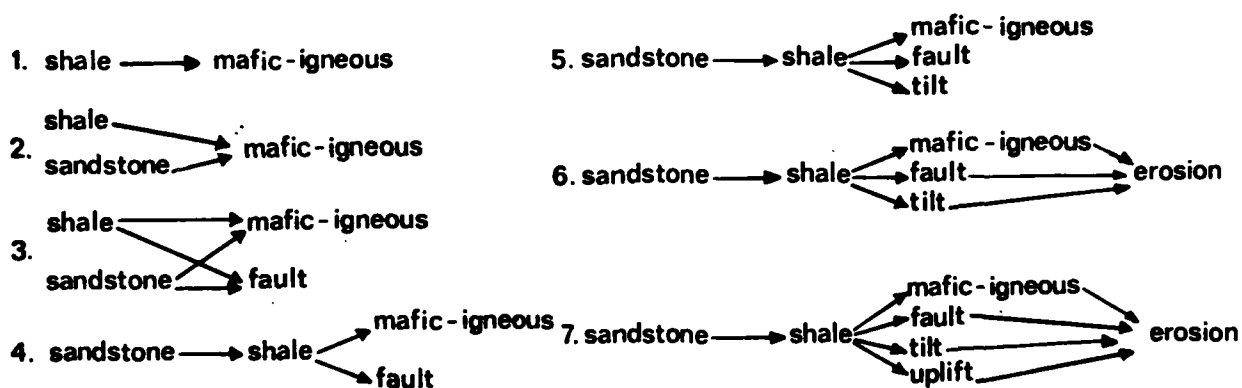 1. shale mafic-igneous
2. shale
sandstone
mafic-igneous
3. shale mafic-igneous
sandstone fault
4. sandstone shale mafic-igneous
fault
5. sandstone shale mafic-igneous
fault
tilt
6. sandstone shale mafic-igneous
fault
tilt
erosion
7. sandstone shale mafic-igneous
fault
tilt
uplift
erosion